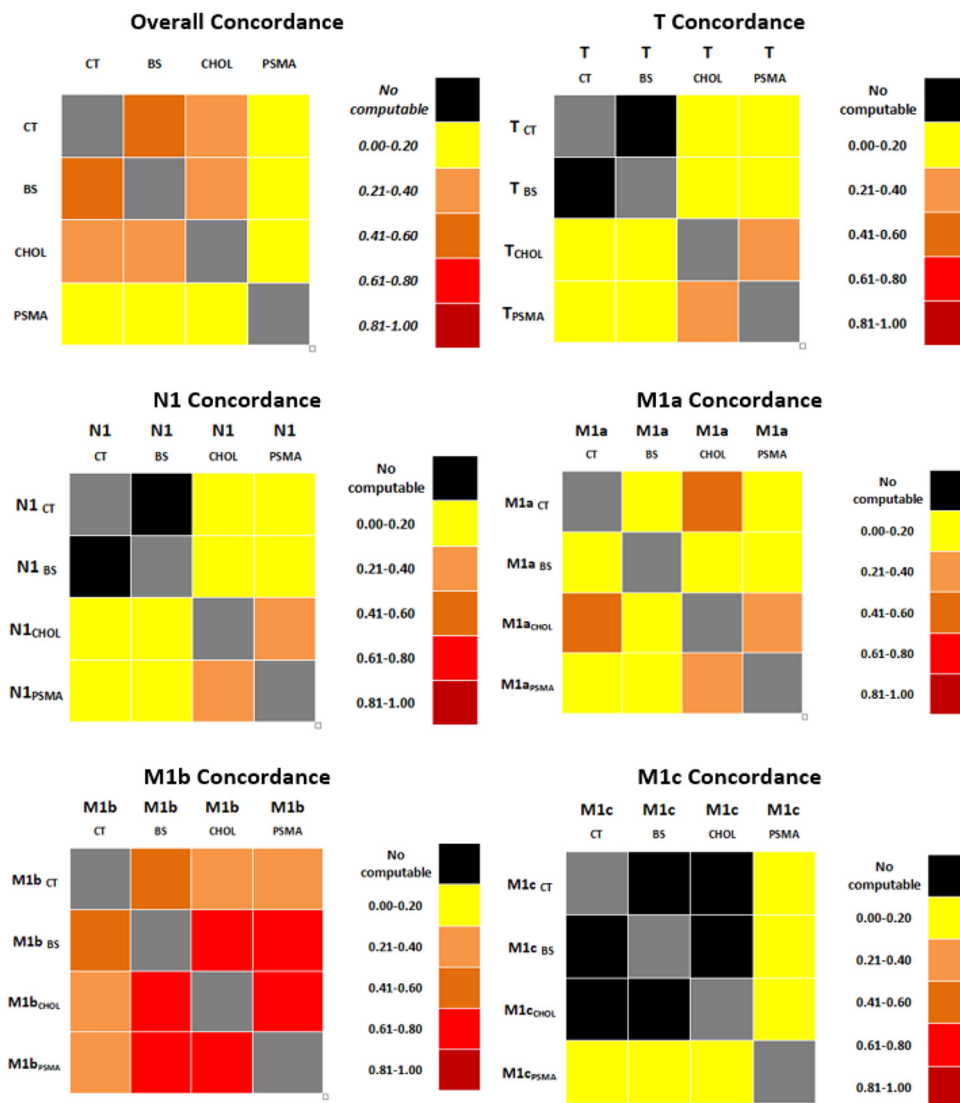 Overall Concordance
CT BS CHOL PSMA
CT
BS
CHOL
PSMA
No
computable
0.00-0.20
0.21-0.40
0.41-0.60
0.61-0.80
0.81-1.00
T Concordance
T T T T
CT BS CHOL PSMA
T CT
T BS
TCHOL
TPSMA
No
computable
0.00-0.20
0.21-0.40
0.41-0.60
0.61-0.80
0.81-1.00
N1 Concordance
N1 N1 N1 N1
CT BS CHOL PSMA
N1 CT
N1 BS
N1CHOL
N1PSMA
No
computable
0.00-0.20
0.21-0.40
0.41-0.60
0.61-0.80
0.81-1.00
M1a Concordance
M1a M1a M1a M1a
CT BS CHOL PSMA
M1a CT
M1a BS
M1aCHOL
M1aPSMA
No
computable
0.00-0.20
0.21-0.40
0.41-0.60
0.61-0.80
0.81-1.00
M1b Concordance
M1b M1b M1b M1b
CT BS CHOL PSMA
M1b CT
M1b BS
M1bCHOL
M1bPSMA
No
computable
0.00-0.20
0.21-0.40
0.41-0.60
0.61-0.80
0.81-1.00
M1c Concordance
M1c M1c M1c M1c
CT BS CHOL PSMA
M1c CT
M1c BS
M1cCHOL
M1cPSMA
No
computable
0.00-0.20
0.21-0.40
0.41-0.60
0.61-0.80
0.81-1.00